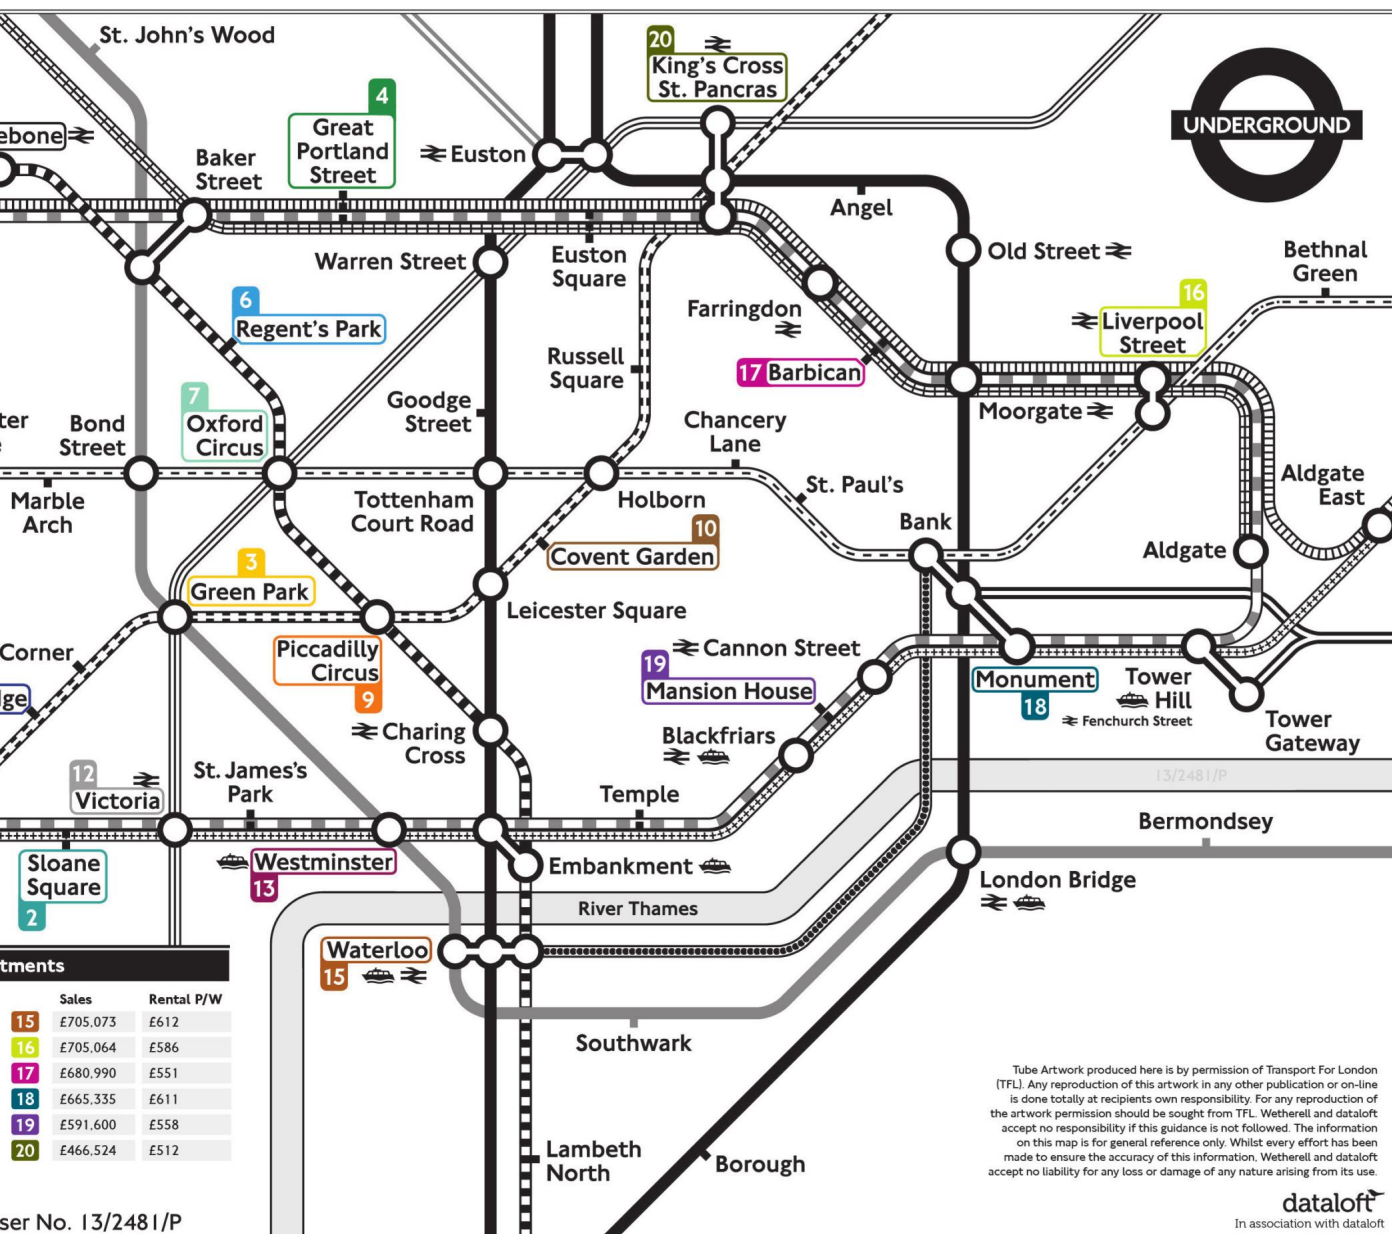 St. John's Wood
20
King's Cross
St. Pancras
UNDERGROUND
4
Great
Portland
Street
ebone
Baker
Street
Euston
Angel
Warren Street
Euston
Square
Old Street
Bethnal
Green
6
Regent's Park
Farringdon
16
Liverpool
Street
Russell
Square
17 Barbican
7
Oxford
Circus
Goodge
Street
Chancery
Lane
Moorgate
ter
e
Bond
Street
Marble
Arch
Tottenham
Court Road
Holborn
St. Paul's
Aldgate
East
10
Covent Garden
Bank
Aldgate
3
Green Park
Leicester Square
Corner
Piccadilly
Circus
9
Cannon Street
19
Mansion House
Monument
18
Tower
Hill
Fenchurch Street
dge
Charing
Cross
Blackfriars
Tower
Gateway
12
Victoria
St. James's
Park
Temple
13/2481/P
Bermondsey
Sloane
Square
2
Westminster
13
Embankment
London Bridge
River Thames
Waterloo
15
tments
Sales Rental P/W
15 £705,073 £612
16 £705,064 £586
17 £680,990 £551
18 £665,335 £611
19 £591,600 £558
20 £466,524 £512
Southwark
Lambeth
North
Borough
Tube Artwork produced here is by permission of Transport For London
(TFL). Any reproduction of this artwork in any other publication or on-line
is done totally at recipients own responsibility. For any reproduction of
the artwork permission should be sought from TFL. Wetherell and dataloft
accept no responsibility if this guidance is not followed. The information
on this map is for general reference only. Whilst every effort has been
made to ensure the accuracy of this information, Wetherell and dataloft
accept no liability for any loss or damage of any nature arising from its use.
ser No. 13/2481/P
dataloft
In association with dataloft